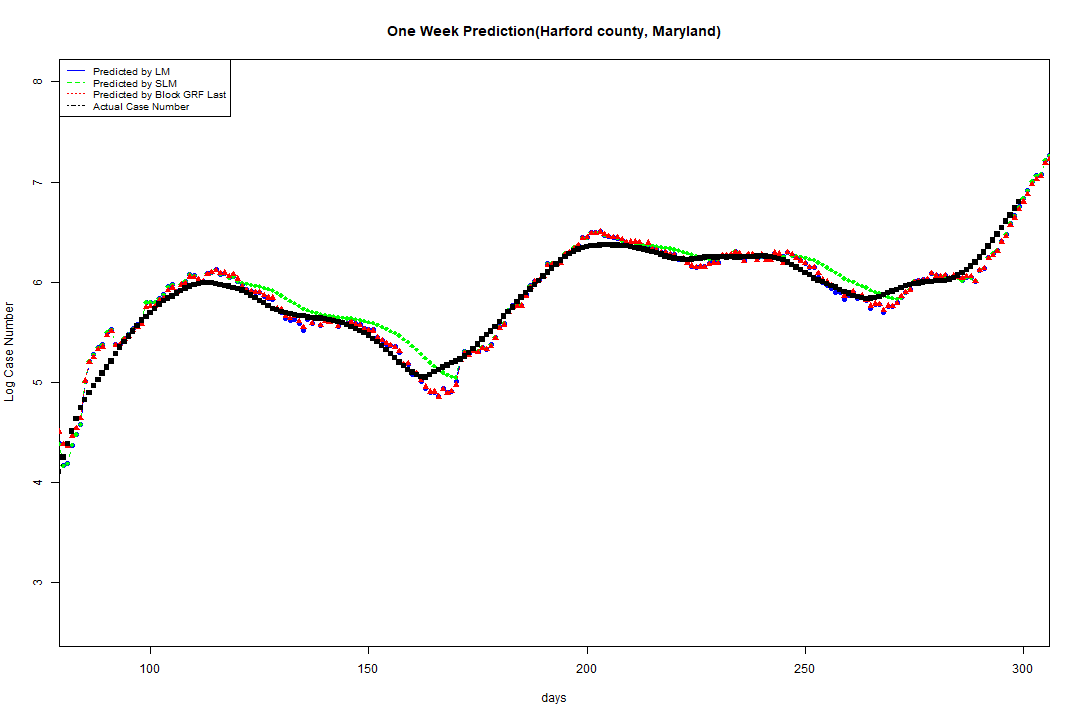 One Week Prediction(Harford county, Maryland)
Predicted by LM
Predicted by SLM
Predicted by Block GRF Last
Actual Case Number
8
7
6
5
4
3
Log Case Number
100 150 200 250 300
days